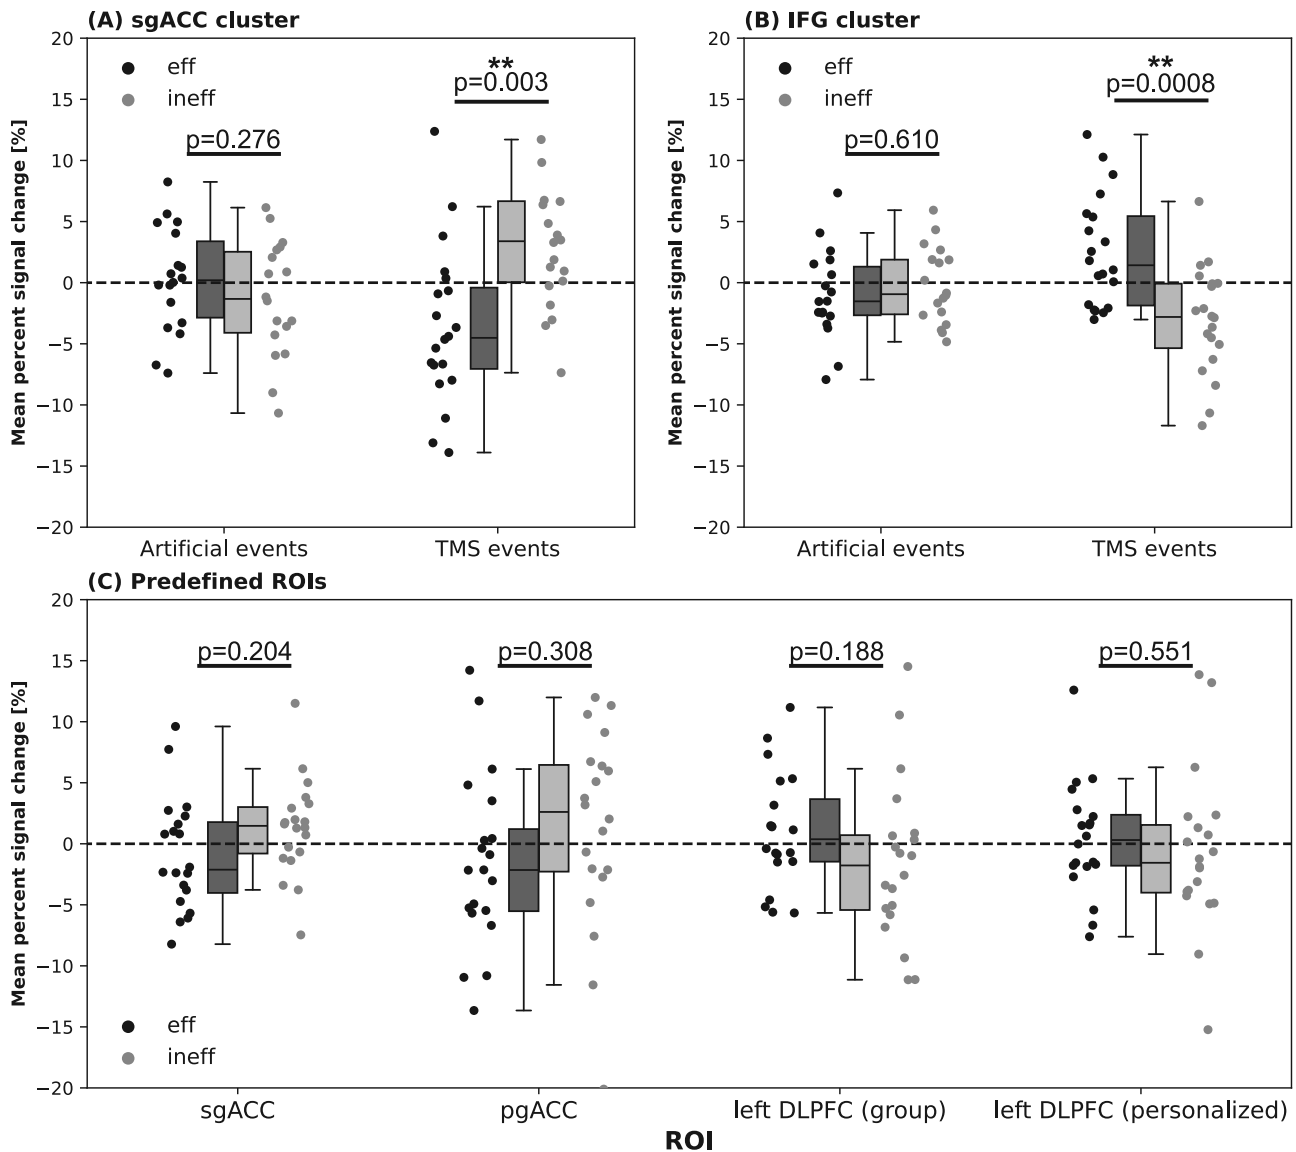 (A) sgACC cluster
Mean percent signal change [%]
20
15
10
5
0
−5
−10
−15
−20
eff
ineff
p=0.276
**
p=0.003
Artificial events
TMS events
(B) IFG cluster
Mean percent signal change [%]
20
15
10
5
0
−5
−10
−15
−20
eff
ineff
p=0.610
**
p=0.0008
Artificial events
TMS events
(C) Predefined ROIs
Mean percent signal change [%]
20
15
10
5
0
−5
−10
−15
−20
p=0.204
p=0.308
p=0.188
p=0.551
eff
ineff
sgACC
pgACC
left DLPFC (group)
left DLPFC (personalized)
ROI